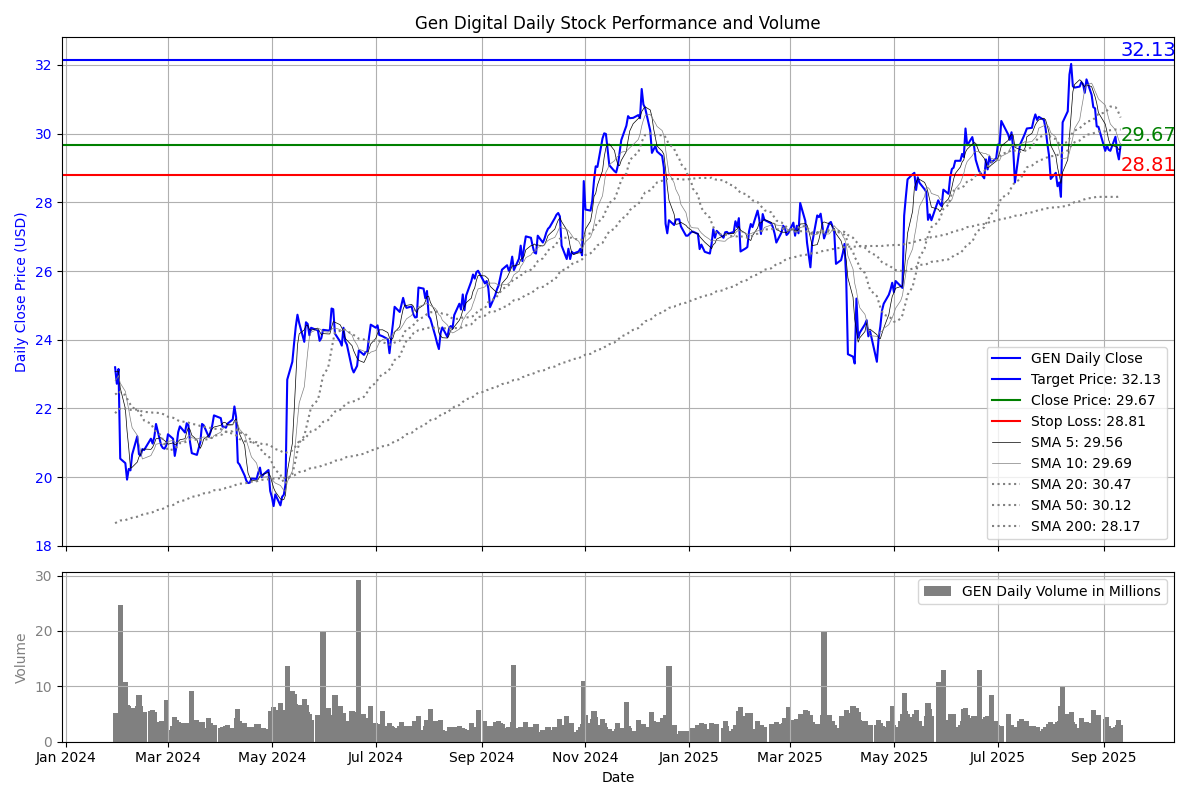 Gen Digital Daily Stock Performance and Volume
32.13
32
30
29.67
28.81
28
26
24
22
20
18
Daily Close Price (USD)
GEN Daily Close
Target Price: 32.13
Close Price: 29.67
Stop Loss: 28.81
SMA 5: 29.56
SMA 10: 29.69
SMA 20: 30.47
SMA 50: 30.12
SMA 200: 28.17
30
20
10
0
Volume
GEN Daily Volume in Millions
Jan 2024 Mar 2024 May 2024 Jul 2024 Sep 2024 Nov 2024 Jan 2025 Mar 2025 May 2025 Jul 2025 Sep 2025
Date